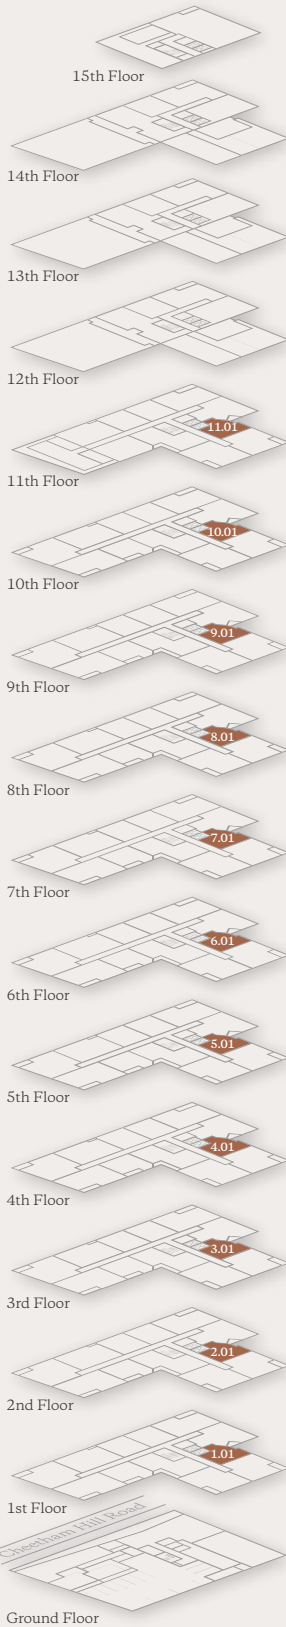 15th Floor
14th Floor
13th Floor
12th Floor
11.01
11th Floor
10.01
10th Floor
9.01
9th Floor
8.01
8th Floor
7.01
7th Floor
6.01
6th Floor
5.01
5th Floor
4.01
4th Floor
3.01
3rd Floor
2.01
2nd Floor
1.01
1st Floor
Cheetham Hill Road
Ground Floor